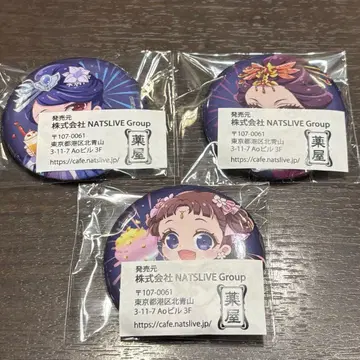 発売元
株式会社 NATSLIVE Group
〒107-0061
東京都港区北青山
3-11-7 Aoビル 3F
https://cafe.natslive.jp/
薬屋
発売元
株式会社 NATSLIVE Group
〒107-0061
東京都港区北青山
3-11-7 Aoビル 3F
https://cafe.natslive.jp/
薬屋
発売元
株式会社 NATSLIVE Group
〒107-0061
東京都港区北青山
3-11-7 Aoビル 3F
https://cafe.natslive.jp/
薬屋